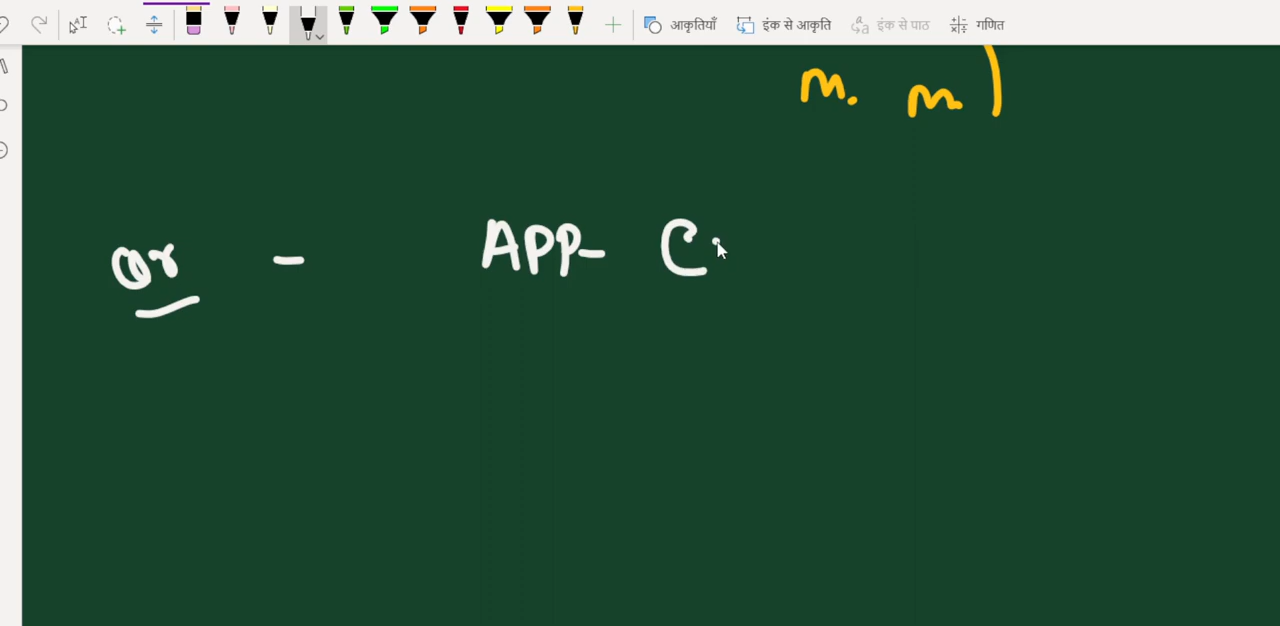 आकृतियाँ इंक से आकृति इंक से पाठ गणित
m. m)
or - APP- C